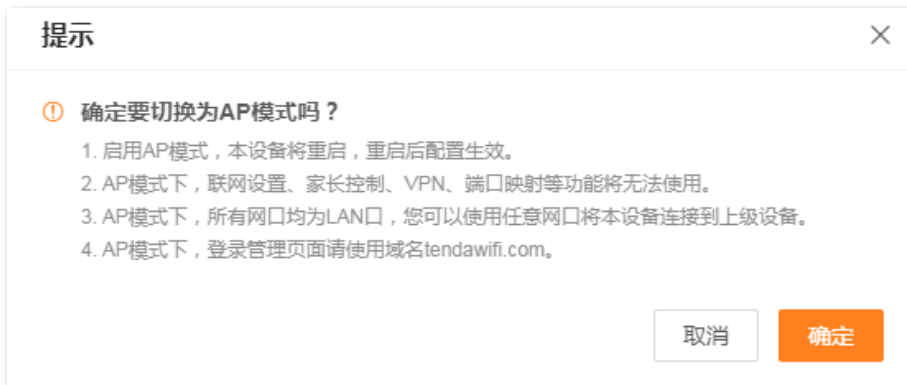 提示
确定要切换为AP模式吗？
1. 启用AP模式，本设备将重启，重启后配置生效。
2. AP模式下，联网设置、家长控制、VPN、端口映射等功能将无法使用。
3. AP模式下，所有网口均为LAN口，您可以使用任意网口将本设备连接到上级设备。
4. AP模式下，登录管理页面请使用域名tendawifi.com。
取消 确定